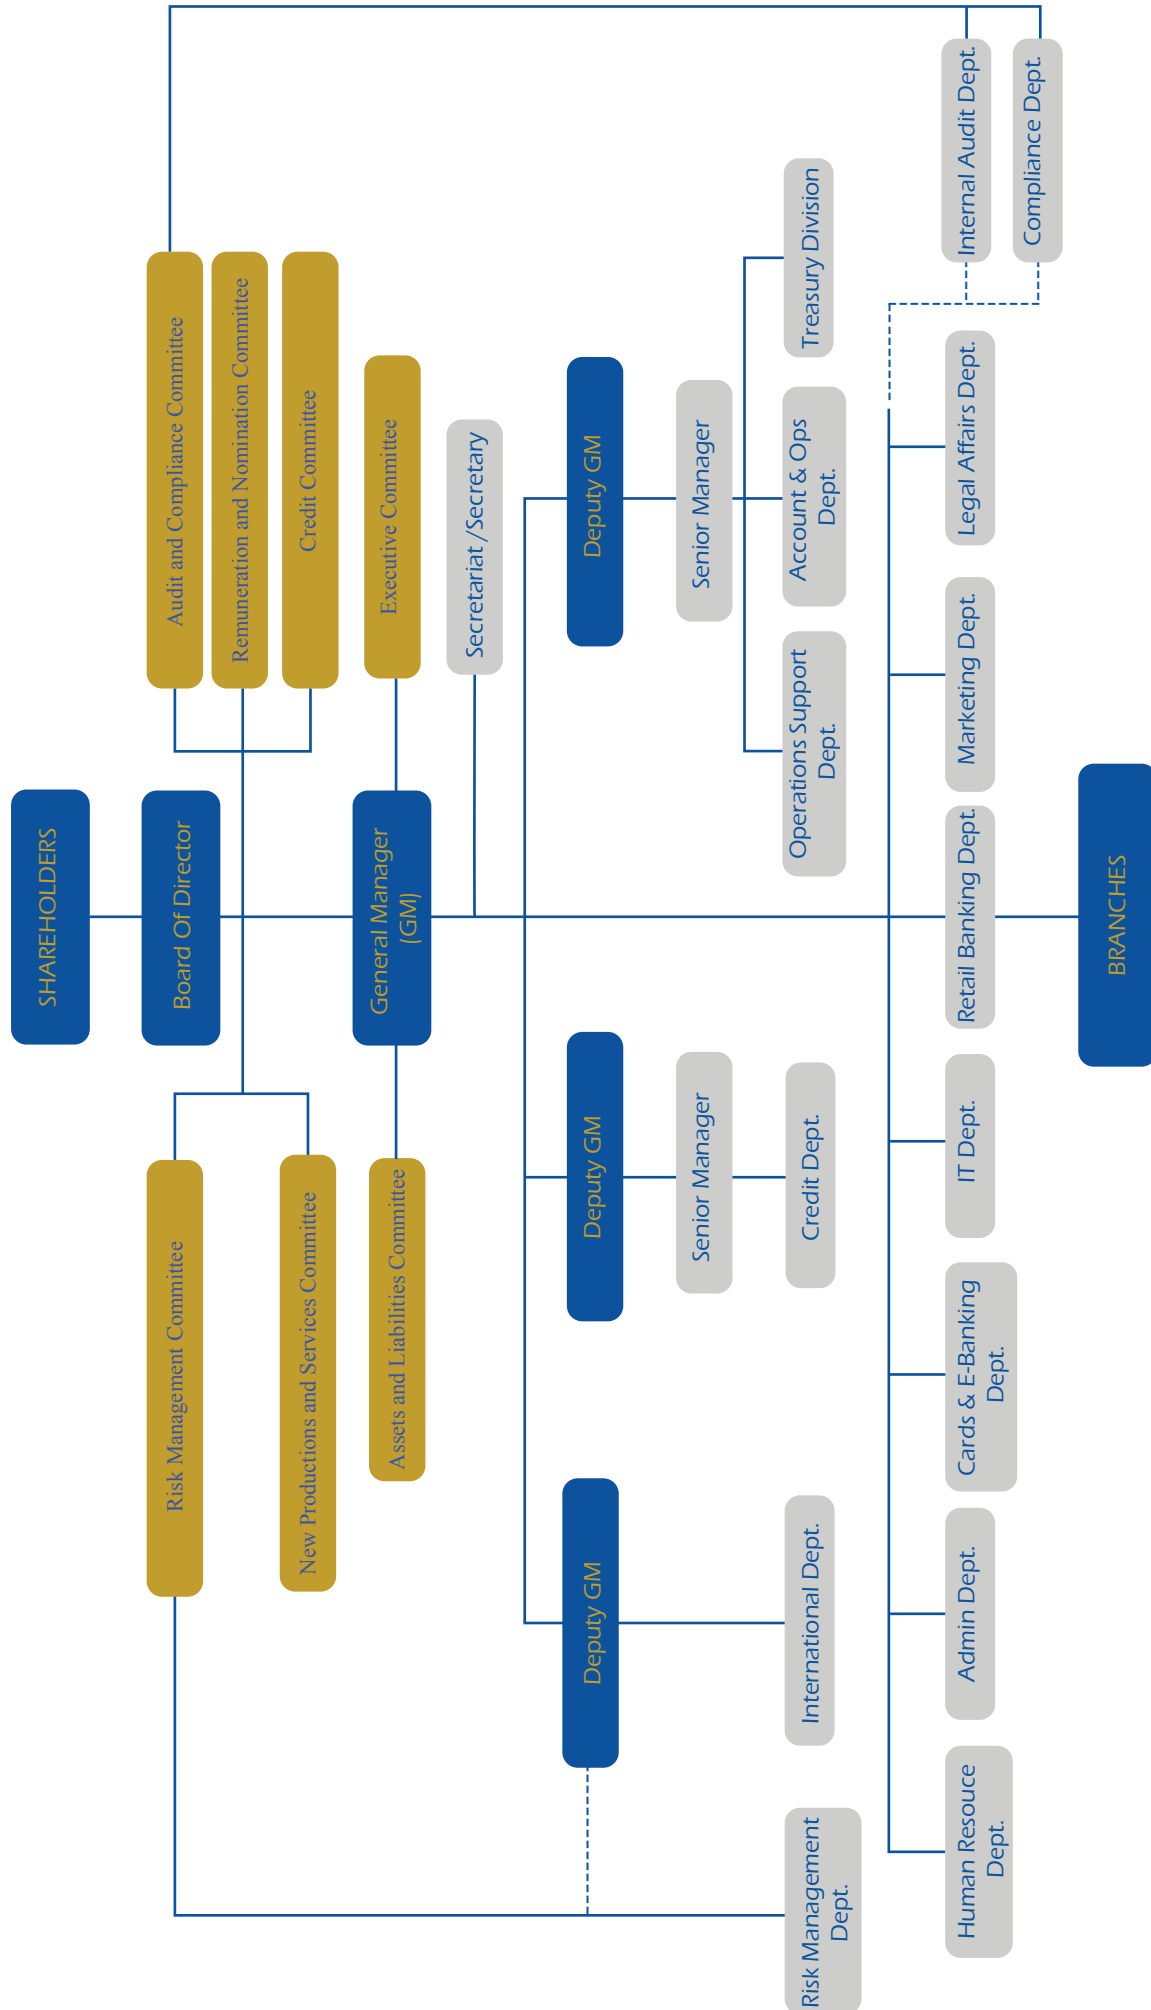 SHAREHOLDERS
Board Of Director
Risk Management Committee
Audit and Compliance Committee
Remuneration and Nomination Committee
New Productions and Services Committee
Credit Committee
Assets and Liabilities Committee
General Manager
(GM)
Executive Committee
Secretariat /Secretary
Deputy GM
Deputy GM
Deputy GM
Senior Manager
Senior Manager
Risk Management
Dept.
International Dept.
Credit Dept.
Operations Support
Dept.
Account & Ops
Dept.
Treasury Division
Human Resouce
Dept.
Admin Dept.
Cards & E-Banking
Dept.
IT Dept.
Retail Banking Dept.
Marketing Dept.
Legal Affairs Dept.
Internal Audit Dept.
Compliance Dept.
BRANCHES